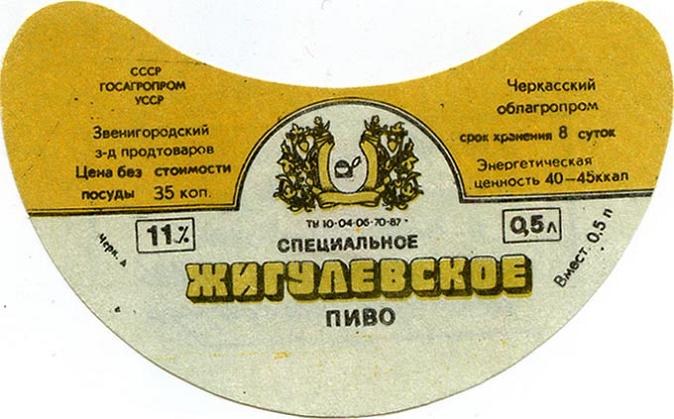 СССР
ГОСАГРОПРОМ
УССР
Звенигородский
з-д продтоваров
Цена без стоимости
посуды 35 коп.
Черкасский
облагропром
срок хранения 8 суток
Энергетическая
ценность 40–45ккал
ТУ 10-04-06-70-87
11%
0,5л
СПЕЦИАЛЬНОЕ
ЖИГУЛЕВСКОЕ
ПИВО
Черк. д
Вмест. 0,5 л